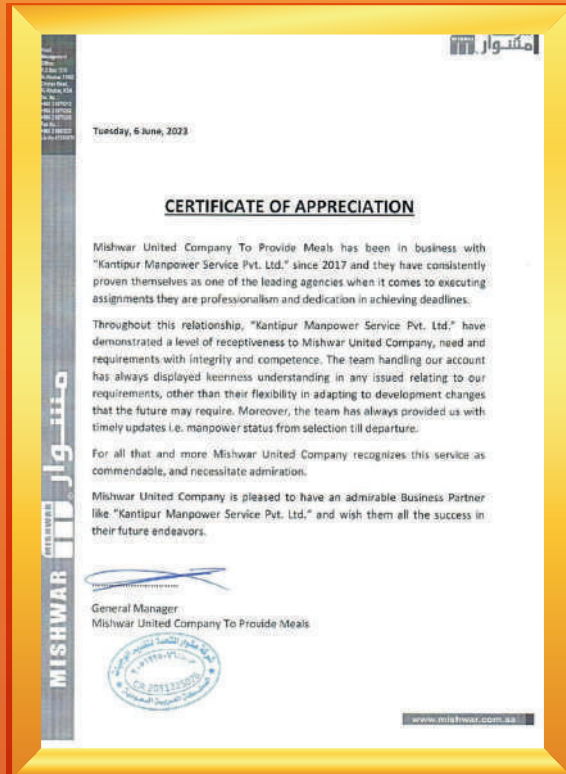 مشوار
Tuesday, 6 June, 2023
CERTIFICATE OF APPRECIATION
Mishwar United Company To Provide Meals has been in business with
"Kantipur Manpower Service Pvt. Ltd." since 2017 and they have consistently
proven themselves as one of the leading agencies when it comes to executing
assignments they are professionalism and dedication in achieving deadlines.
Throughout this relationship, "Kantipur Manpower Service Pvt. Ltd." have
demonstrated a level of receptiveness to Mishwar United Company, need and
requirements with integrity and competence. The team handling our account
has always displayed keenness understanding in any issued relating to our
requirements, other than their flexibility in adapting to development changes
that the future may require. Moreover, the team has always provided us with
timely updates i.e. manpower status from selection till departure.
For all that and more Mishwar United Company recognizes this service as
commendable, and necessitate admiration.
Mishwar United Company is pleased to have an admirable Business Partner
like "Kantipur Manpower Service Pvt. Ltd." and wish them all the success in
their future endeavors.
General Manager
Mishwar United Company To Provide Meals
MISHWAR
MISHWAR
مشوار
www.mishwar.com.sa